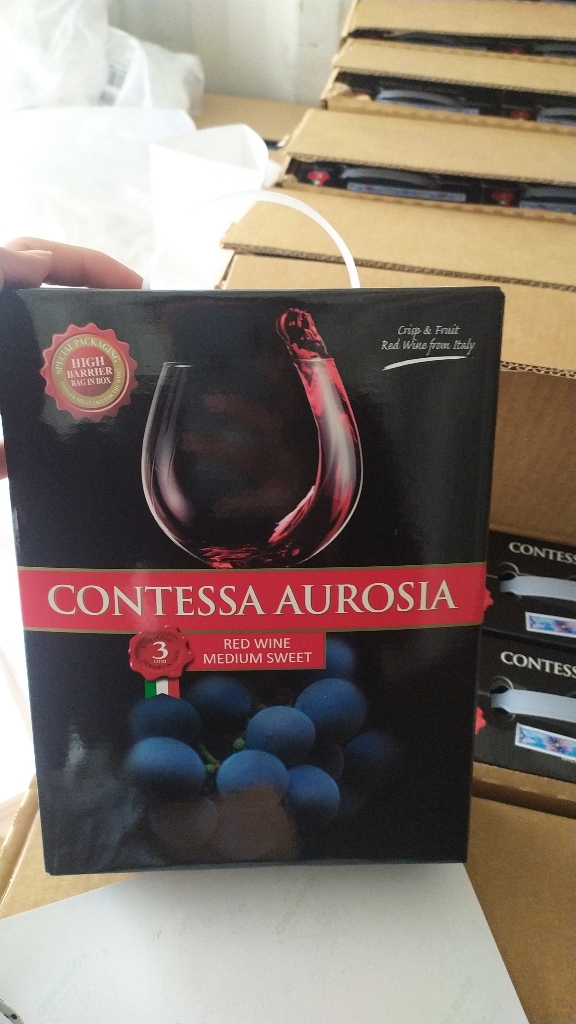 Crisp & Fruit
Red Wine from Italy
SPECIAL PACKAGING
HIGH
BARRIER
BAG IN BOX
CONTESSA AUROSIA
3
RED WINE
MEDIUM SWEET
CONTESS
CONTESS